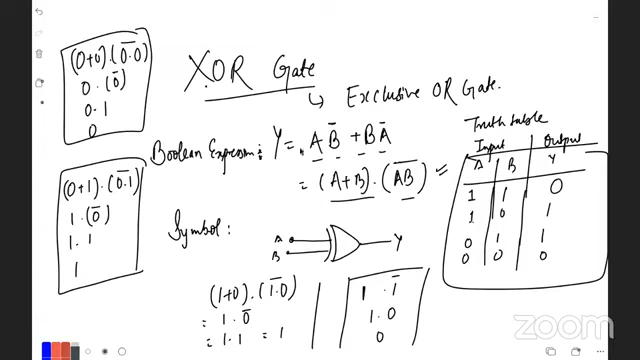 XOR Gate
↳ Exclusive OR Gate.
(0+0)·(0̅·̅0̅)
0·(0̅)
0·1
0
Boolean Expression: Y = AB̅ + BA̅
= (A+B)·(A̅B̅)
Truth table
Input Output
A B Y
1 1 0
1 0 1
0 1 1
0 0 0
(0+1)·(0̅·̅1̅)
1·(0̅)
1·1
1
Symbol:
A
B
Y
(1+0)·(1̅·̅0̅)
= 1·0̅
= 1·1 = 1
1·1̅
1·0
0
zoom